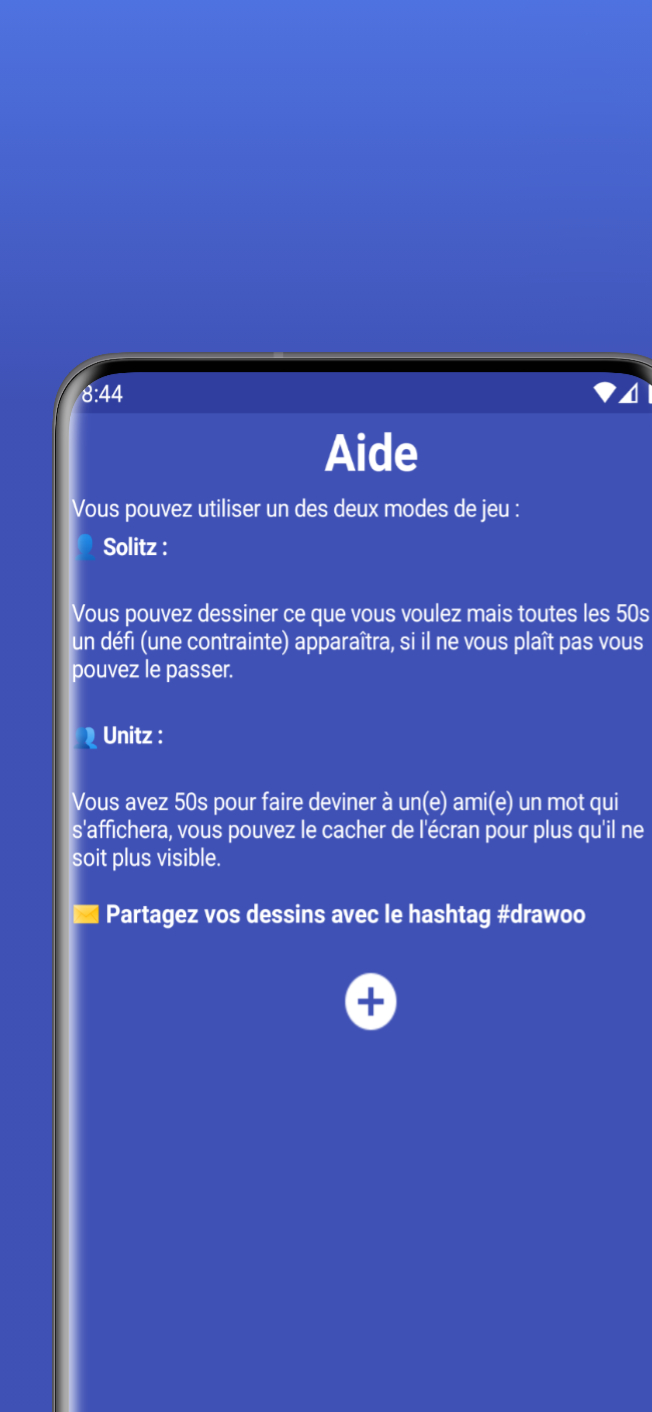 8:44
Aide
Vous pouvez utiliser un des deux modes de jeu :
👤 Solitz :
Vous pouvez dessiner ce que vous voulez mais toutes les 50s
un défi (une contrainte) apparaîtra, si il ne vous plaît pas vous
pouvez le passer.
👥 Unitz :
Vous avez 50s pour faire deviner à un(e) ami(e) un mot qui
s'affichera, vous pouvez le cacher de l'écran pour plus qu'il ne
soit plus visible.
✉️ Partagez vos dessins avec le hashtag #drawoo